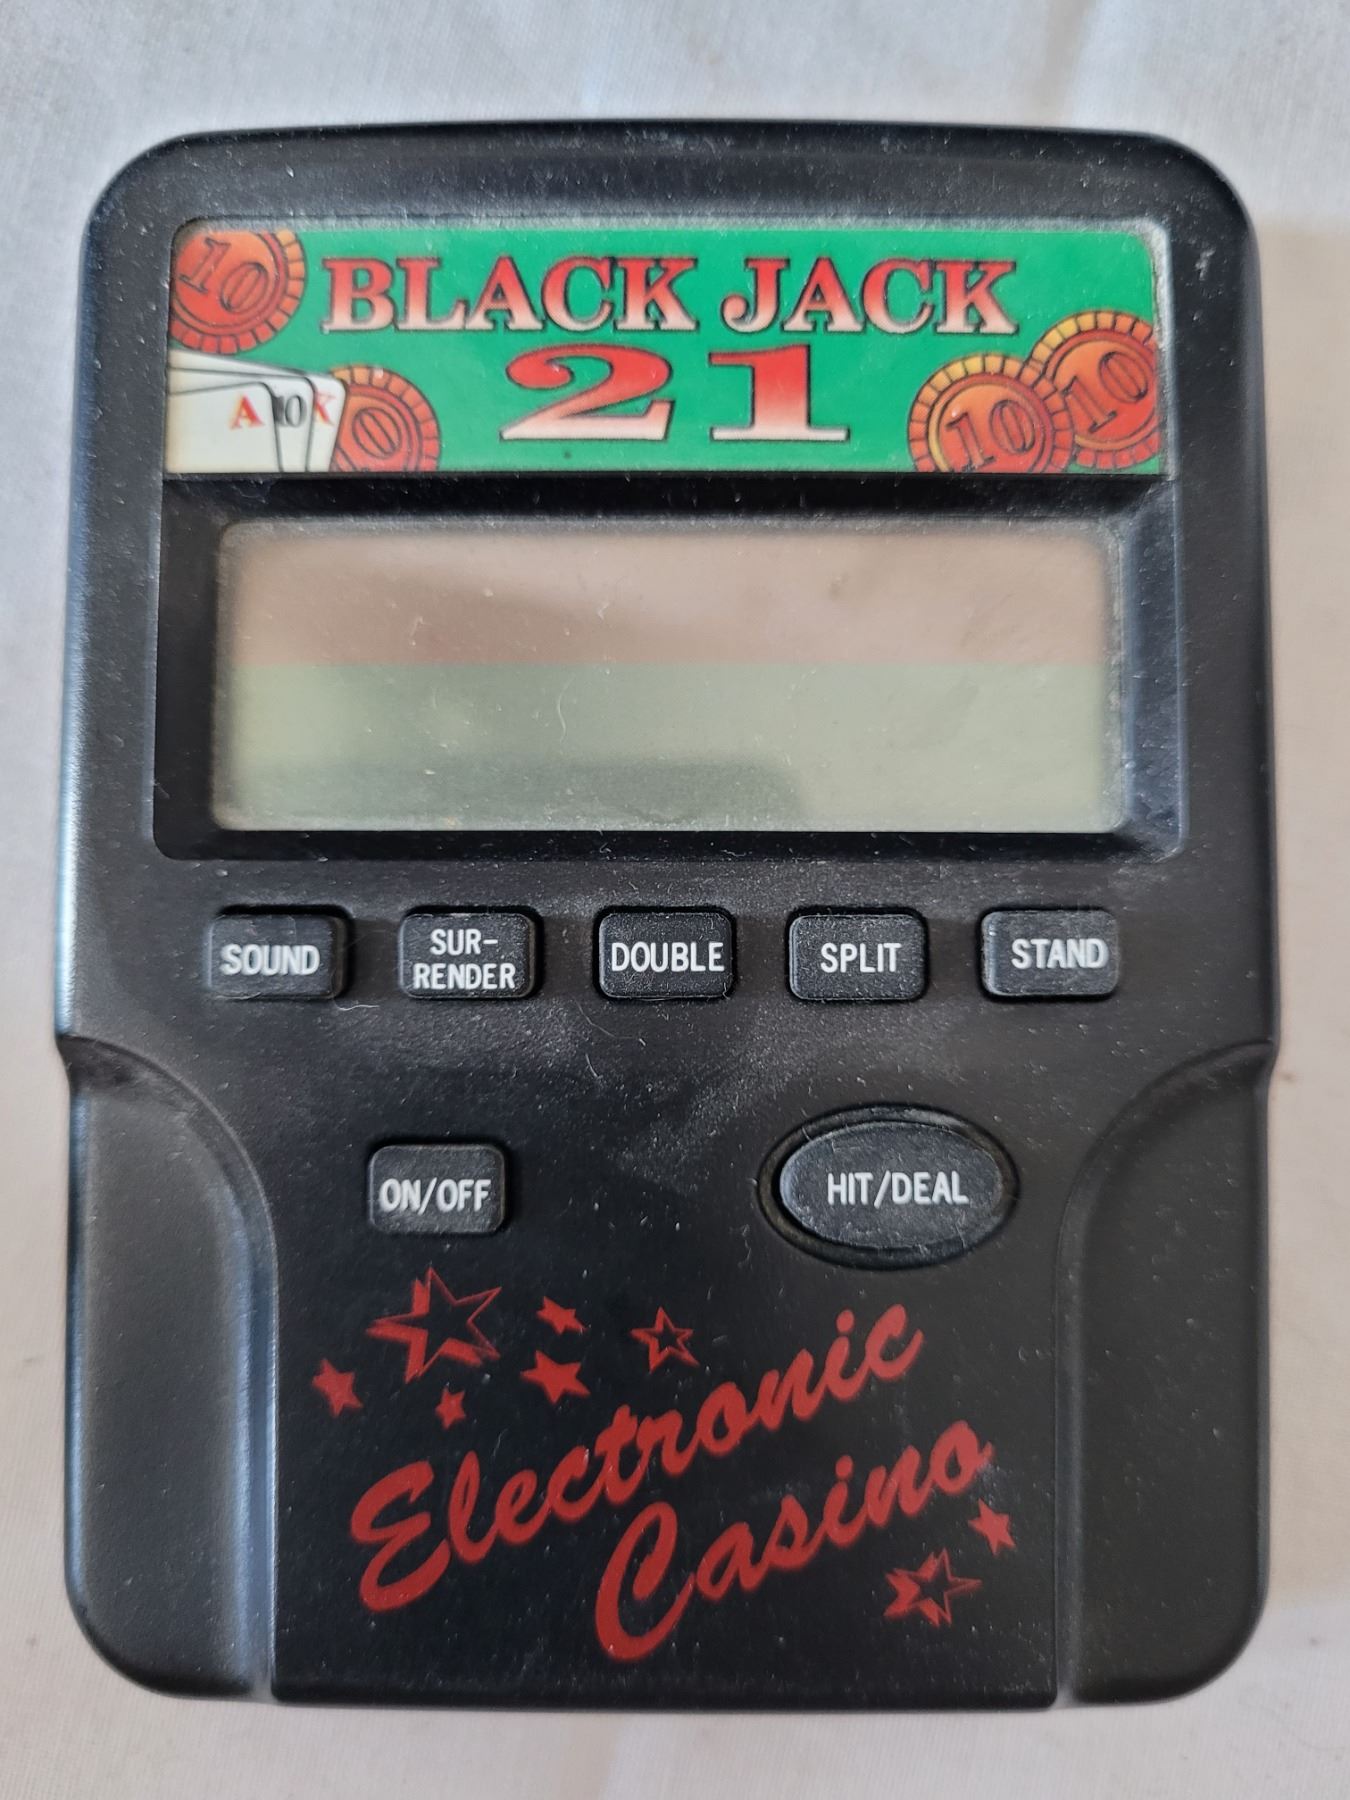 10
BLACK JACK
21
A 10 K
10
10
10
SOUND
SUR-
RENDER
DOUBLE
SPLIT
STAND
ON/OFF
HIT/DEAL
Electronic
Casino